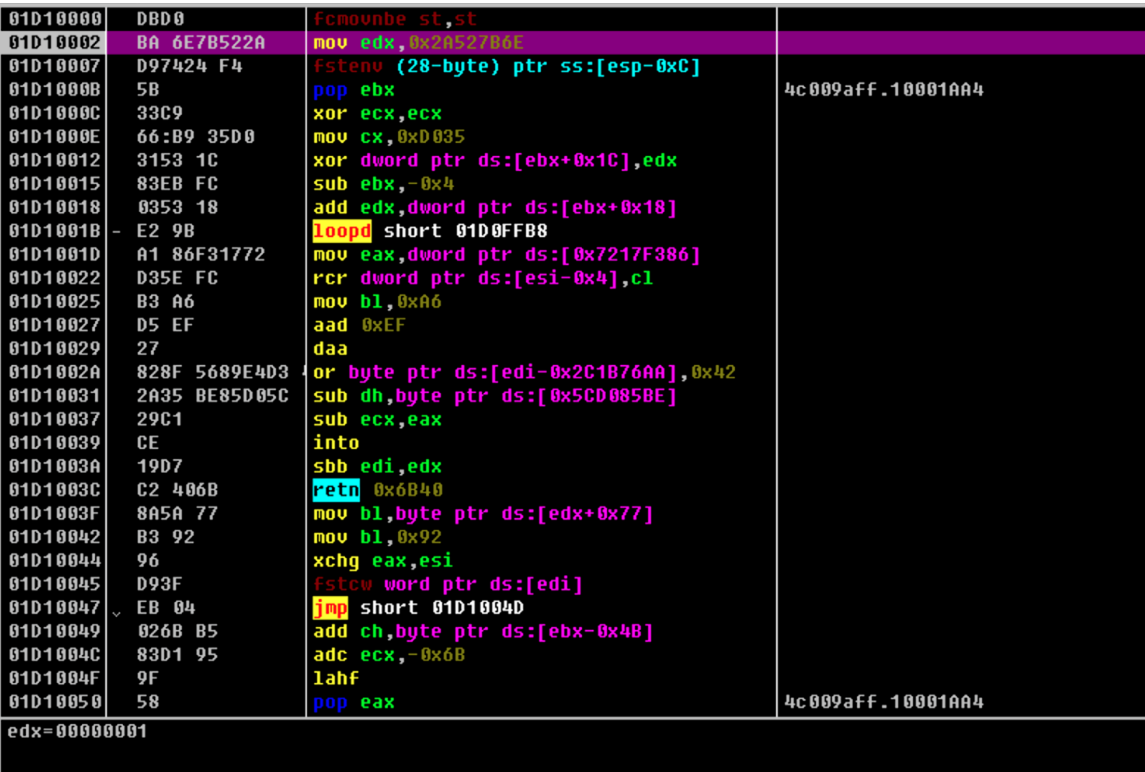 01D10000 DBD0 fcmovnbe st,st
01D10002 BA 6E7B522A mov edx,0x2A527B6E
01D10007 D97424 F4 fstenv (28-byte) ptr ss:[esp-0xC]
01D1000B 5B pop ebx 4c009aff.10001AA4
01D1000C 33C9 xor ecx,ecx
01D1000E 66:B9 35D0 mov cx,0xD035
01D10012 3153 1C xor dword ptr ds:[ebx+0x1C],edx
01D10015 83EB FC sub ebx,-0x4
01D10018 0353 18 add edx,dword ptr ds:[ebx+0x18]
01D1001B - E2 9B loopd short 01D0FFB8
01D1001D A1 86F31772 mov eax,dword ptr ds:[0x7217F386]
01D10022 D35E FC rcr dword ptr ds:[esi-0x4],cl
01D10025 B3 A6 mov bl,0xA6
01D10027 D5 EF aad 0xEF
01D10029 27 daa
01D1002A 828F 5689E4D3 or byte ptr ds:[edi-0x2C1B76AA],0x42
01D10031 2A35 BE85D05C sub dh,byte ptr ds:[0x5CD085BE]
01D10037 29C1 sub ecx,eax
01D10039 CE into
01D1003A 19D7 sbb edi,edx
01D1003C C2 406B retn 0x6B40
01D1003F 8A5A 77 mov bl,byte ptr ds:[edx+0x77]
01D10042 B3 92 mov bl,0x92
01D10044 96 xchg eax,esi
01D10045 D93F fstcw word ptr ds:[edi]
01D10047 EB 04 jmp short 01D1004D
01D10049 026B B5 add ch,byte ptr ds:[ebx-0x4B]
01D1004C 83D1 95 adc ecx,-0x6B
01D1004F 9F lahf
01D10050 58 pop eax 4c009aff.10001AA4
edx=00000001